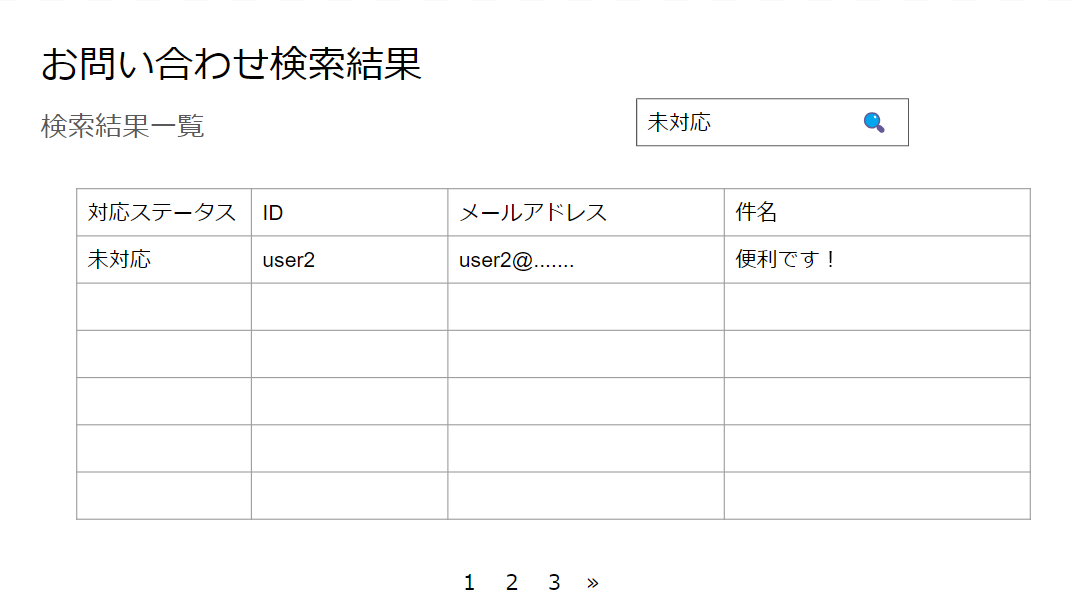 お問い合わせ検索結果
検索結果一覧
未対応
対応ステータス ID メールアドレス 件名
未対応 user2 user2@....... 便利です！
1 2 3 »